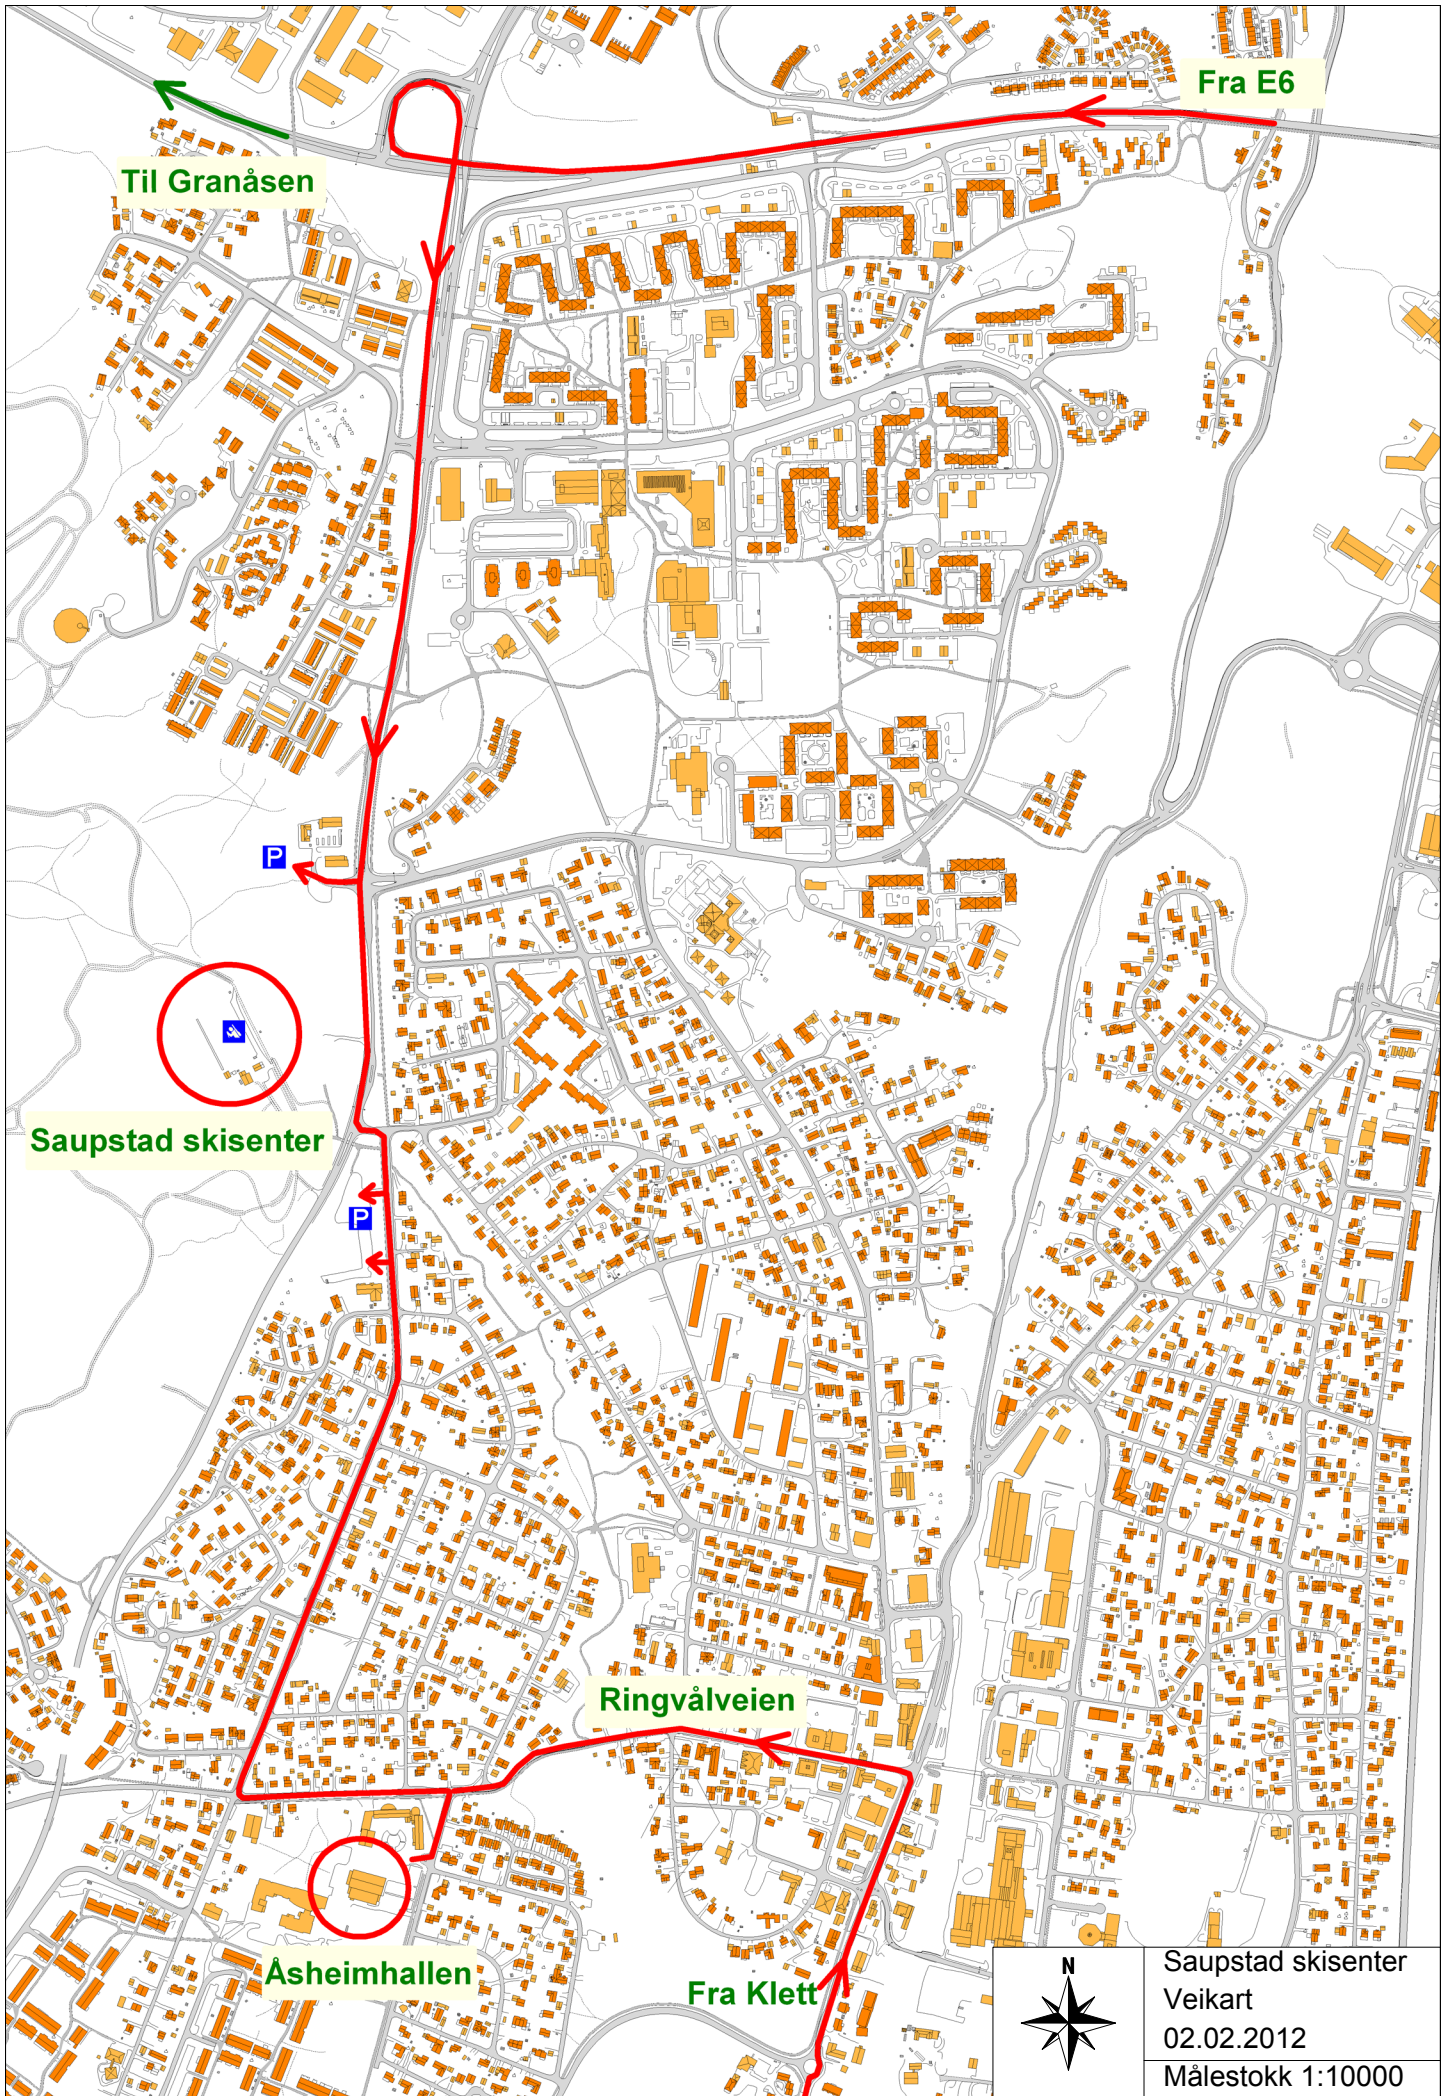 Fra E6
Til Granåsen
P
Saupstad skisenter
P
Ringvålveien
Åsheimhallen
Fra Klett
N
Saupstad skisenter
Veikart
02.02.2012
Målestokk 1:10000